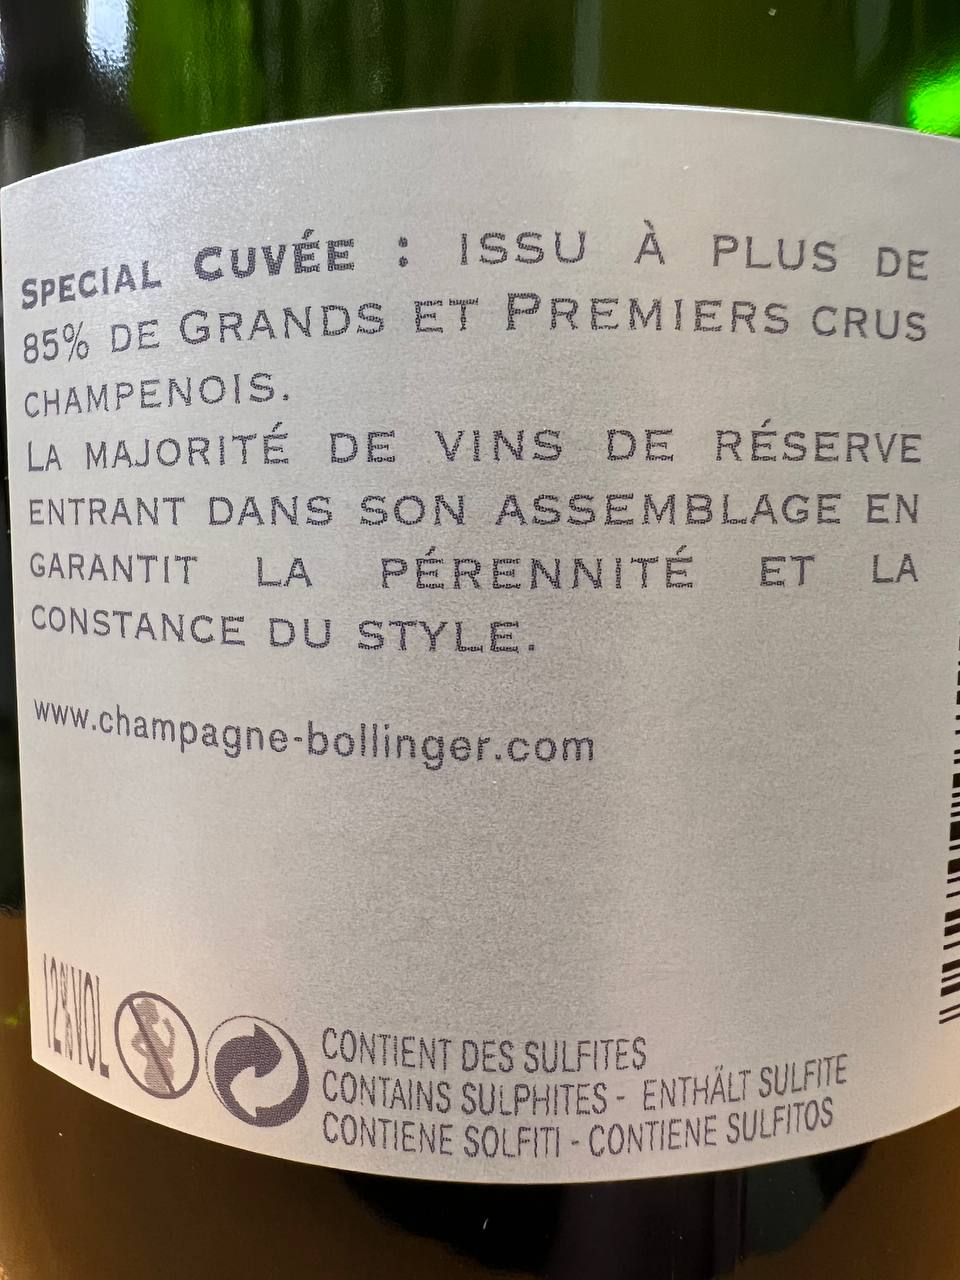 SPECIAL CUVÉE : ISSU À PLUS DE
85% DE GRANDS ET PREMIERS CRUS
CHAMPENOIS.
LA MAJORITÉ DE VINS DE RÉSERVE
ENTRANT DANS SON ASSEMBLAGE EN
GARANTIT LA PÉRENNITÉ ET LA
CONSTANCE DU STYLE.
www.champagne-bollinger.com
12%VOL
CONTIENT DES SULFITES
CONTAINS SULPHITES - ENTHÄLT SULFITE
CONTIENE SOLFITI - CONTIENE SULFITOS